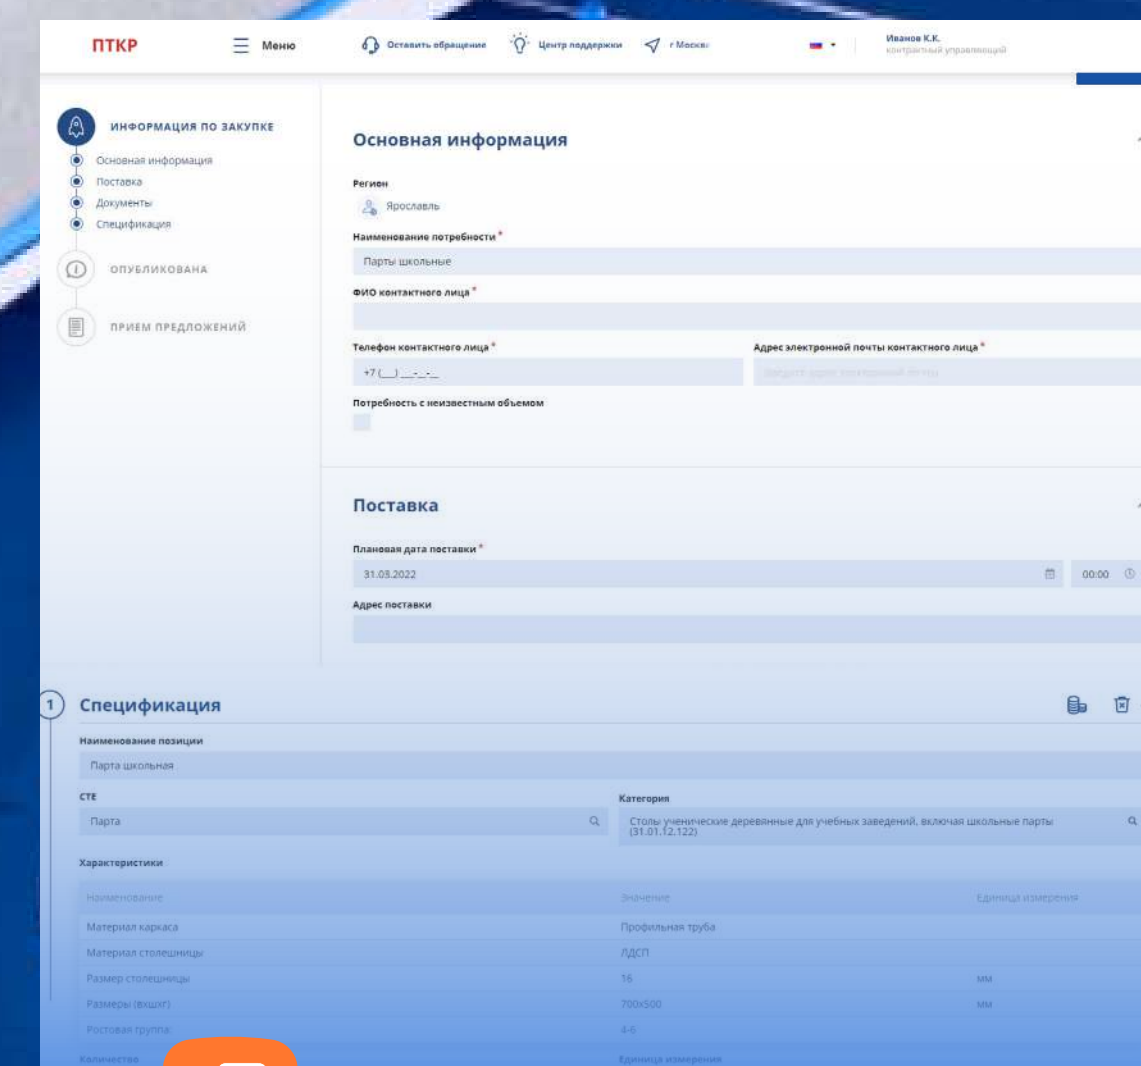 ПТКР
Меню
Оставить обращение
Центр поддержки
г Москва
Иванов К.К.
контрактный управляющий
ИНФОРМАЦИЯ ПО ЗАКУПКЕ
Основная информация
Поставка
Документы
Спецификация
ОПУБЛИКОВАНА
ПРИЕМ ПРЕДЛОЖЕНИЙ
Основная информация
Регион
Ярославль
Наименование потребности *
Парты школьные
ФИО контактного лица *
Телефон контактного лица *
Адрес электронной почты контактного лица *
+7 (__) __-_-_
Введите адрес электронной почты
Потребность с неизвестным объемом
Поставка
Плановая дата поставки *
31.03.2022
00:00
Адрес поставки
1
Спецификация
Наименование позиции
Парта школьная
СТЕ
Категория
Парта
Столы ученические деревянные для учебных заведений, включая школьные парты
(31.01.12.122)
Характеристики
Наименование Значение Единица измерения
Материал каркаса Профильная труба
Материал столешницы ЛДСП
Размер столешницы 16 мм
Размеры (вхшхг) 700х500 мм
Ростовая группа 4-6
Количество Единица измерения